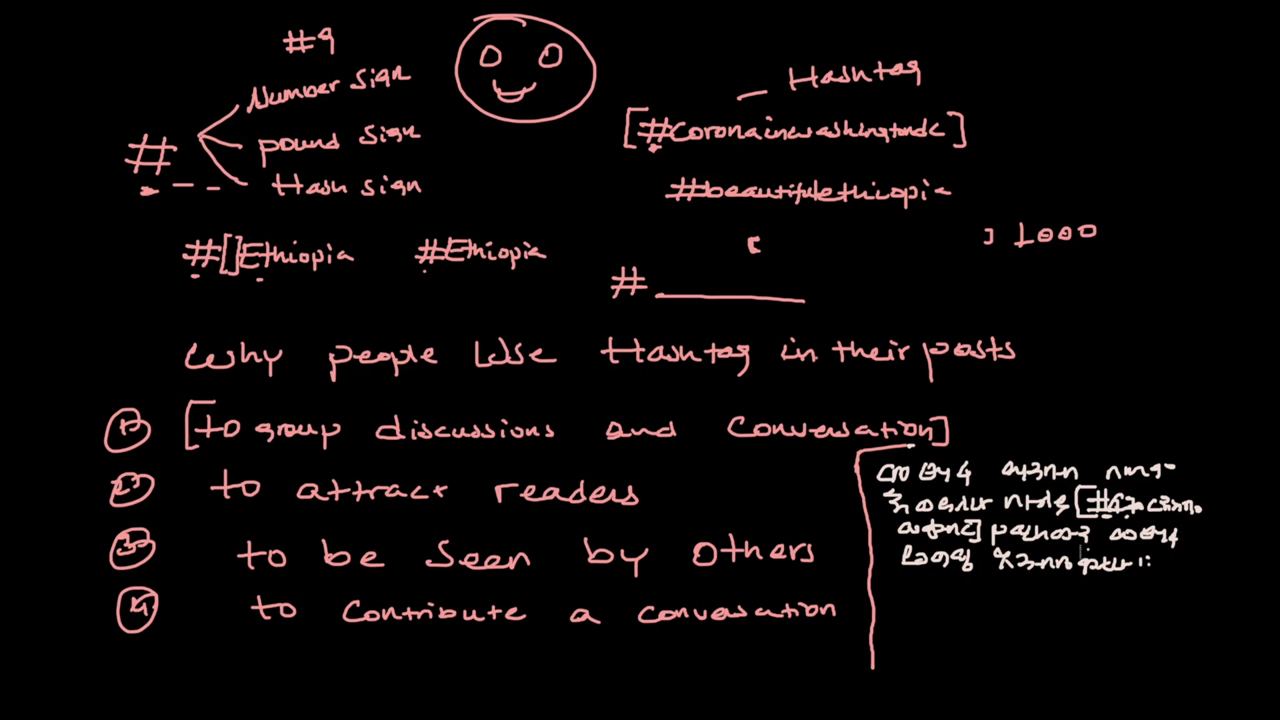 #9
Number sign
Hashtag
pound sign
[#Coronainwashingtondc]
#
Hash sign
#beautifulethiopia
#[]Ethiopia #Ethiopia
] 1000
#
Why people Use Hashtag in their posts
1 [to group discussions and Conversation]
2 to attract readers
3 to be seen by others
4 to contribute a conversation